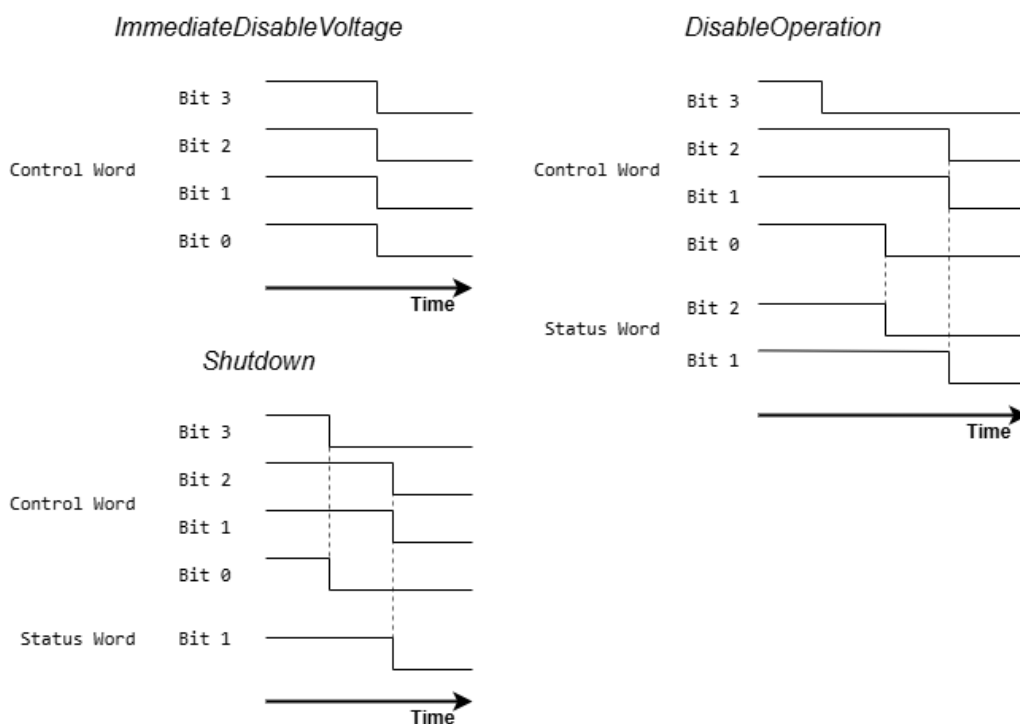 ImmediateDisableVoltage
Control Word
Bit 3
Bit 2
Bit 1
Bit 0
Time
Shutdown
Control Word
Bit 3
Bit 2
Bit 1
Bit 0
Status Word
Bit 1
Time
DisableOperation
Control Word
Bit 3
Bit 2
Bit 1
Bit 0
Status Word
Bit 2
Bit 1
Time